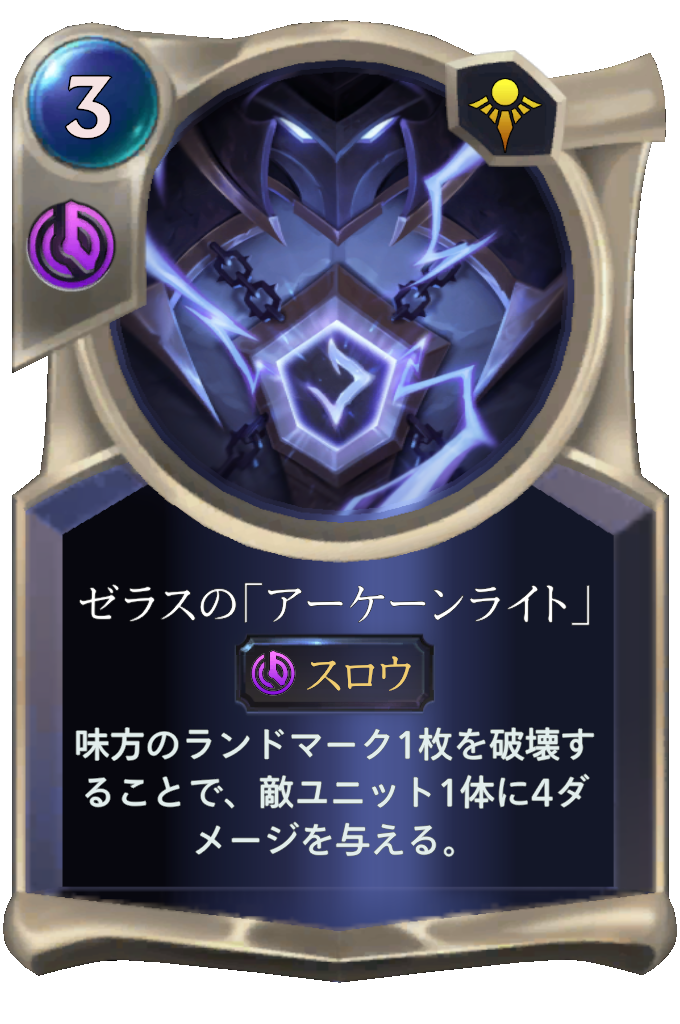 3
ゼラスの「アーケーンライト」
スロウ
味方のランドマーク1枚を破壊す
ることで、敵ユニット1体に4ダ
メージを与える。